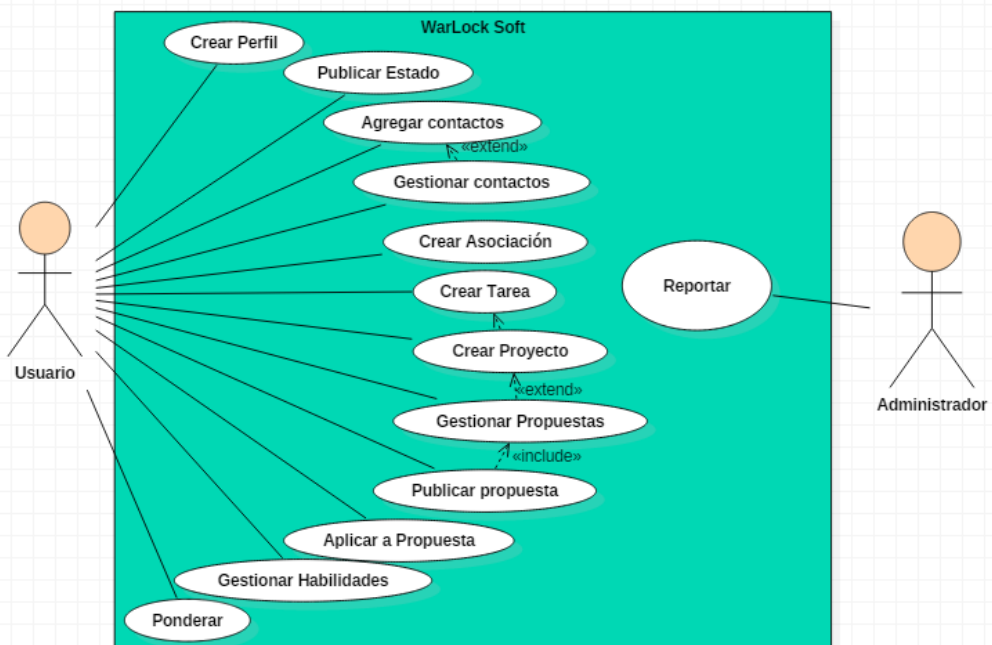 WarLock Soft
Crear Perfil
Publicar Estado
Agregar contactos
«extend»
Gestionar contactos
Crear Asociación
Crear Tarea
Reportar
Crear Proyecto
«extend»
Gestionar Propuestas
«include»
Publicar propuesta
Aplicar a Propuesta
Gestionar Habilidades
Ponderar
Usuario
Administrador